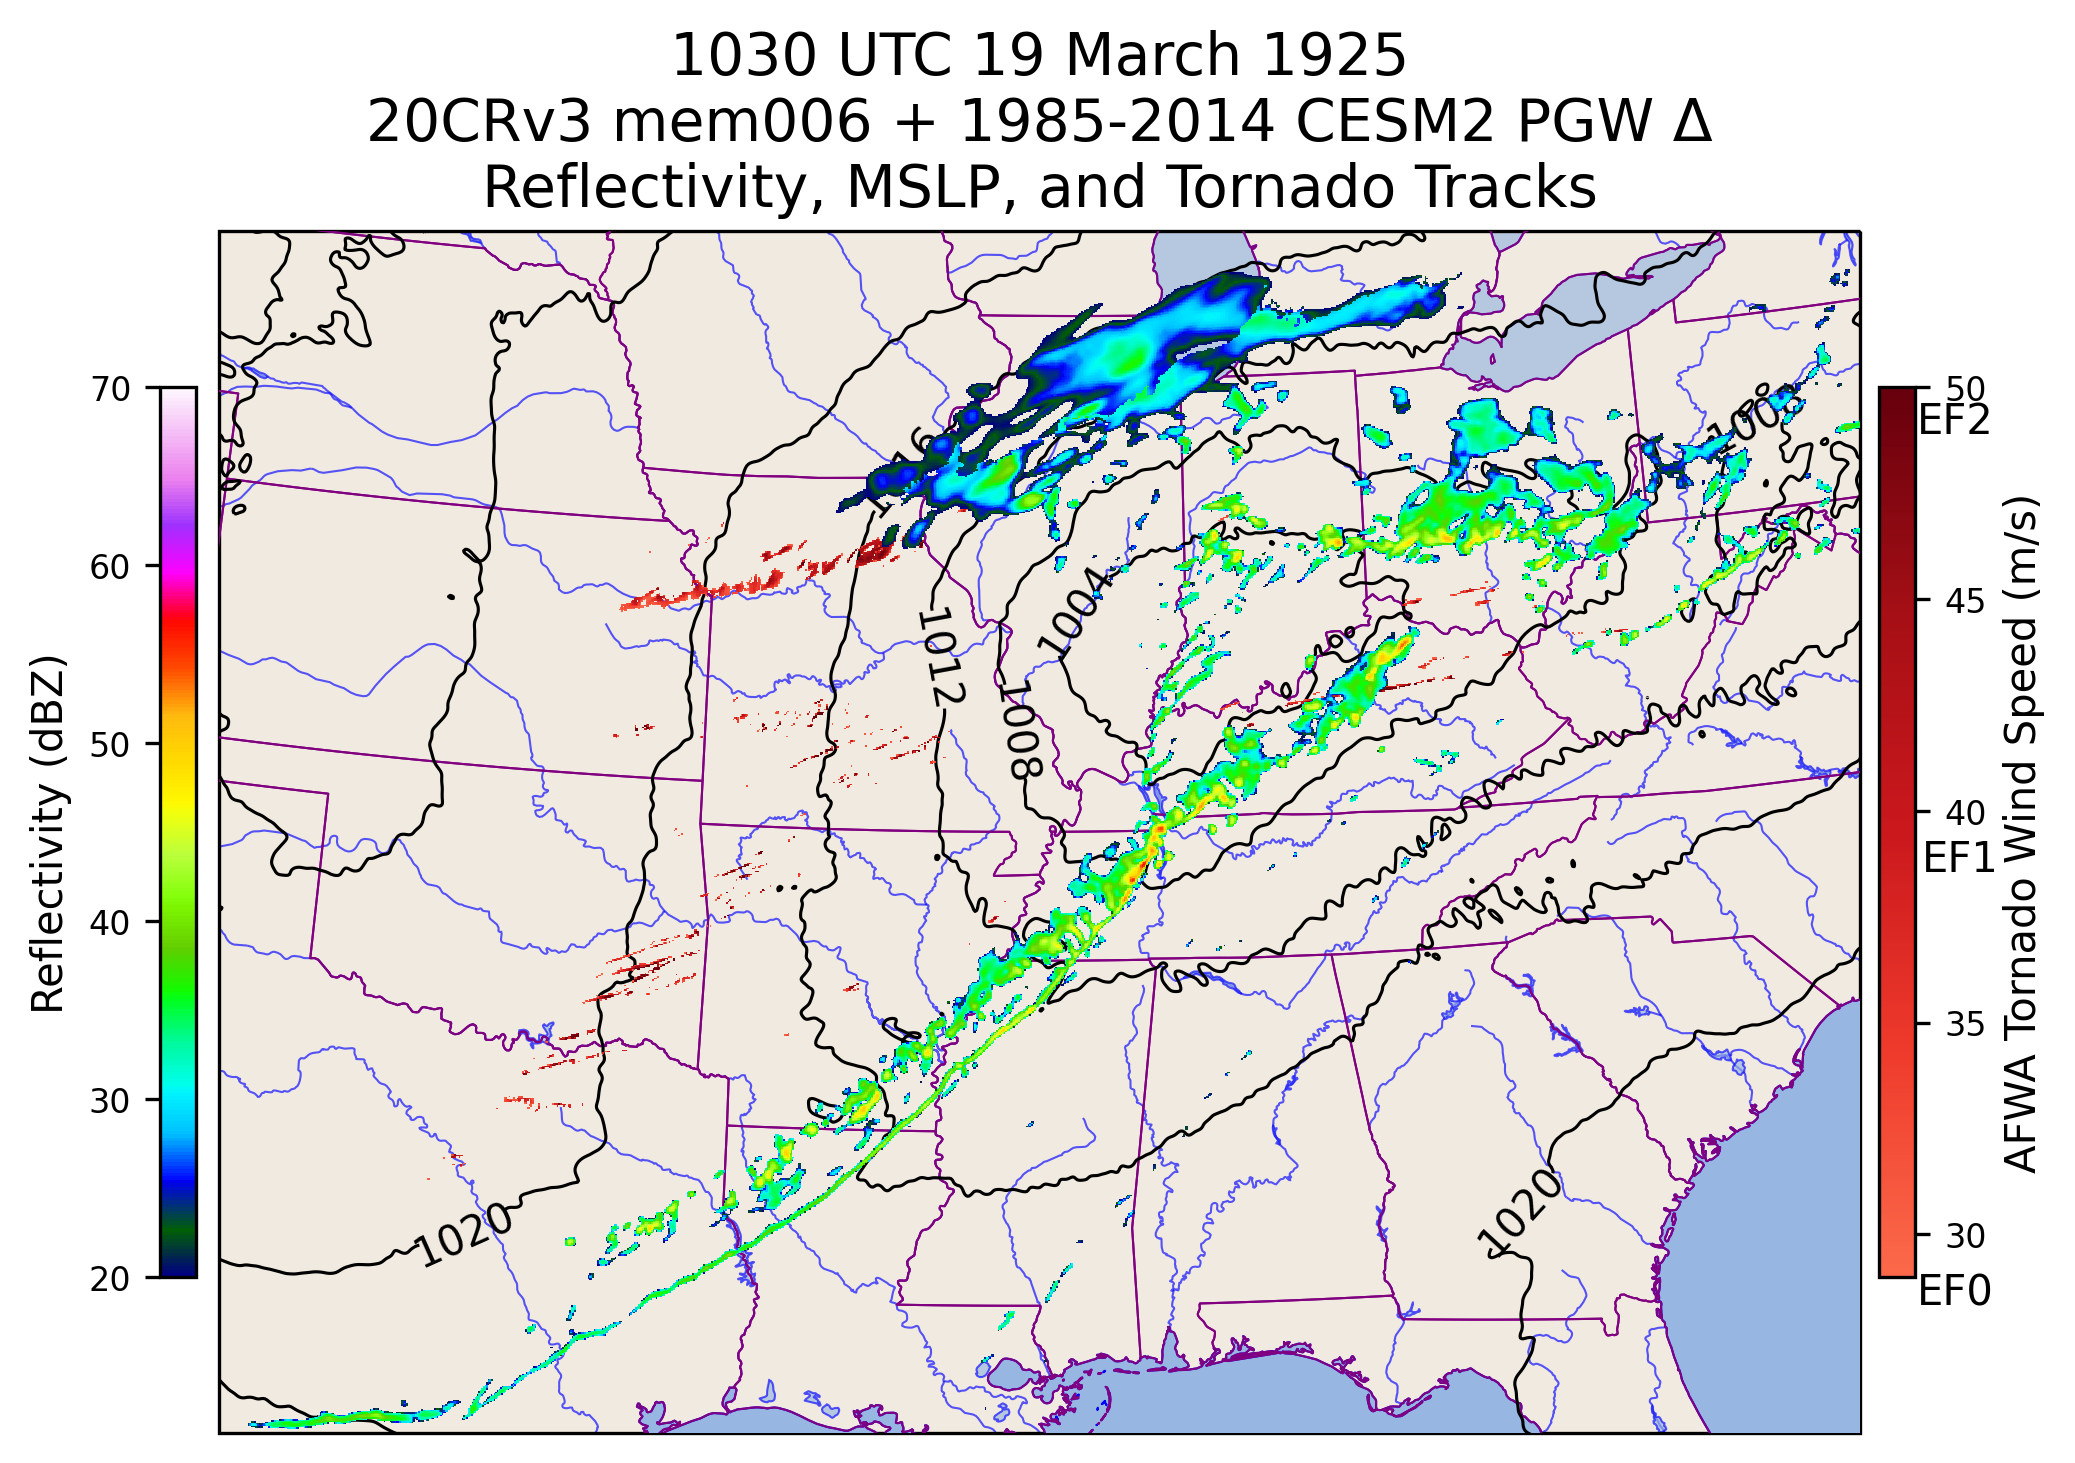 1030 UTC 19 March 1925
20CRv3 mem006 + 1985-2014 CESM2 PGW Δ
Reflectivity, MSLP, and Tornado Tracks
Reflectivity (dBZ)
70
60
50
40
30
20
1008
1004
1012
1008
1020
1020
50
EF2
45
40
EF1
35
30
EF0
AFWA Tornado Wind Speed (m/s)